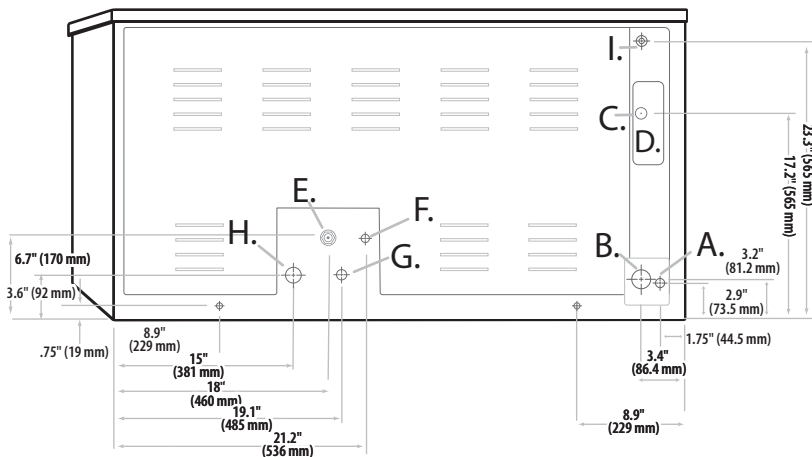 I.
C.
D.
23.3" (565 mm)
17.2" (565 mm)
E.
F.
H.
G.
B.
A.
6.7" (170 mm)
3.6" (92 mm)
.75" (19 mm)
3.2"
(81.2 mm)
2.9"
(73.5 mm)
1.75" (44.5 mm)
8.9"
(229 mm)
15"
(381 mm)
18"
(460 mm)
19.1"
(485 mm)
21.2"
(536 mm)
3.4"
(86.4 mm)
8.9"
(229 mm)